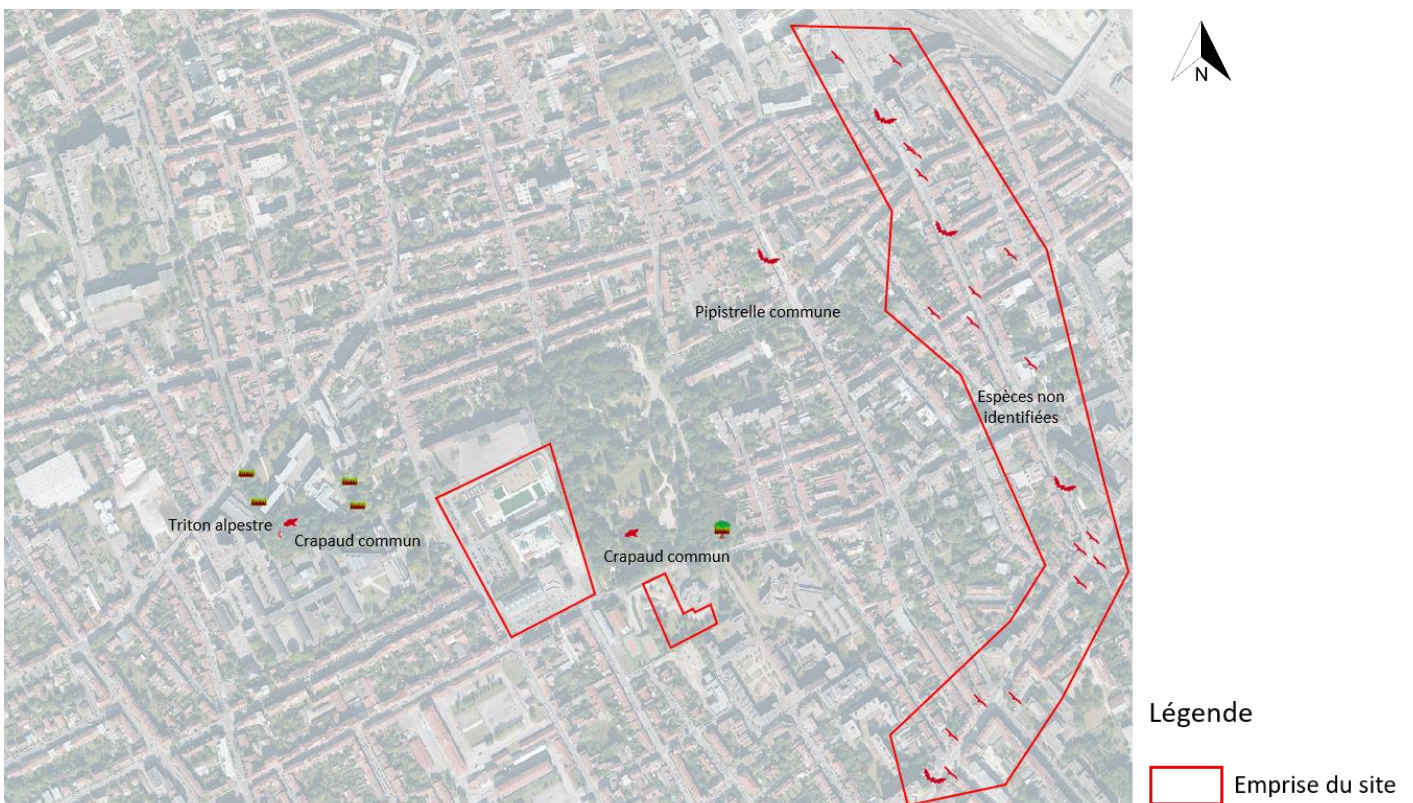 N
Pipistrelle commune
Espèces non
identifiées
Triton alpestre
Crapaud commun
Crapaud commun
Légende
Emprise du site